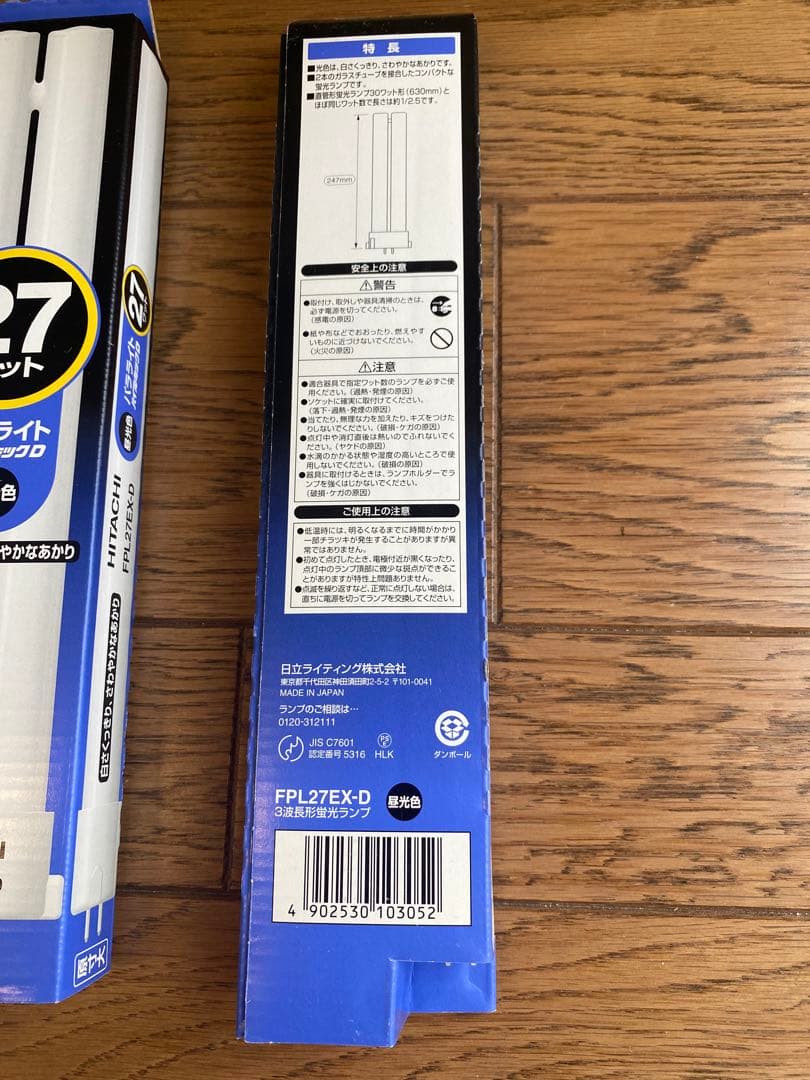 27
ット
ライト
ックD
色
やかなあかり
27
ワット
パラライト
昼光色
HITACHI
FPL27EX-D
白さくっきり、さわやかなあかり
原寸大
特長
■光色は、白さくっきり、さわやかなあかりです。
■2本のガラスチューブを接合したコンパクトな
蛍光ランプです。
■直管形蛍光ランプ30ワット形(630mm)と
ほぼ同じワット数で長さは約1/2.5です。
247mm
安全上の注意
⚠警告
●取付け、取外しや器具清掃のときは、
必ず電源を切ってください。
(感電の原因)
●紙や布などでおおったり、燃えやす
いものに近づけないでください。
(火災の原因)
⚠注意
●適合器具で指定ワット数のランプを必ずご使
用ください。(過熱・発煙の原因)
●ソケットに確実に取付けてください。
(落下・過熱・発煙の原因)
●当てたり、無理な力を加えたり、キズをつけた
りしないでください。(破損・ケガの原因)
●点灯中や消灯直後は熱いのでふれないでく
ださい。(ヤケドの原因)
●水滴のかかる状態や湿度の高いところで使
用しないでください。(破損の原因)
●器具に取付けるときは、ランプホルダーでラ
ンプを強くはじかないでください。
(破損・ケガの原因)
ご使用上の注意
●低温時には、明るくなるまでに時間がかかり
一部チラツキが発生することがありますが異
常ではありません。
●初めて点灯したとき、電極付近が黒くなったり、
点灯中のランプ頂部に微少な斑点ができるこ
とがありますが特性上問題ありません。
●点滅を繰り返すなど、正常に点灯しない場合は、
直ちに電源を切ってランプを交換してください。
日立ライティング株式会社
東京都千代田区神田須田町2-5-2 〒101-0041
MADE IN JAPAN
ランプのご相談は…
0120-312111
JIS C7601
認定番号 5316
PS
E
HLK
ダンボール
FPL27EX-D
昼光色
3波長形蛍光ランプ
4 902530 103052